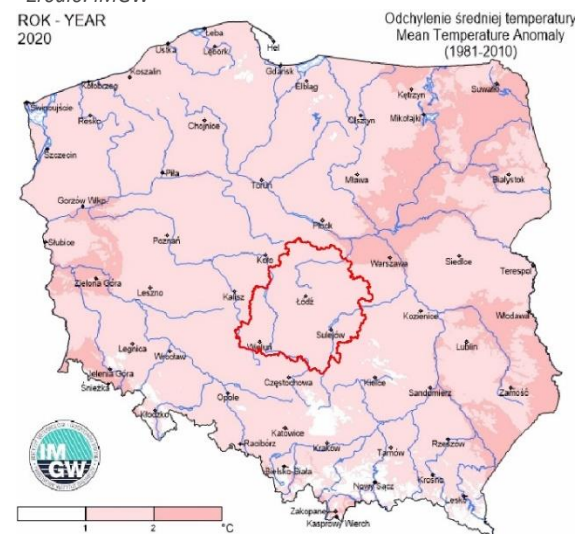 ROK - YEAR
2020
Odchylenie średniej temperatury
Mean Temperature Anomaly
(1981-2010)
Łeba
Hel
Ustka
Lębork
Koszalin
Gdańsk
Kołobrzeg
Elbląg
Kętrzyn
Suwałki
Świnoujście
Resko
Chojnice
Olsztyn
Mikołajki
Szczecin
Piła
Toruń
Mława
Białystok
Gorzów Wlkp.
Płock
Słubice
Poznań
Koło
Warszawa
Siedlce
Terespol
Zielona Góra
Leszno
Kalisz
Łódź
Kozienice
Włodawa
Sulejów
Wieluń
Lublin
Legnica
Wrocław
Jelenia Góra
Częstochowa
Kielce
Sandomierz
Zamość
Śnieżka
Opole
Kłodzko
Katowice
Racibórz
Kraków
Tarnów
Rzeszów
Bielsko-Biała
Nowy Sącz
Krosno
Lesko
Zakopane
Kasprowy Wierch
IM
GW
1
2
°C